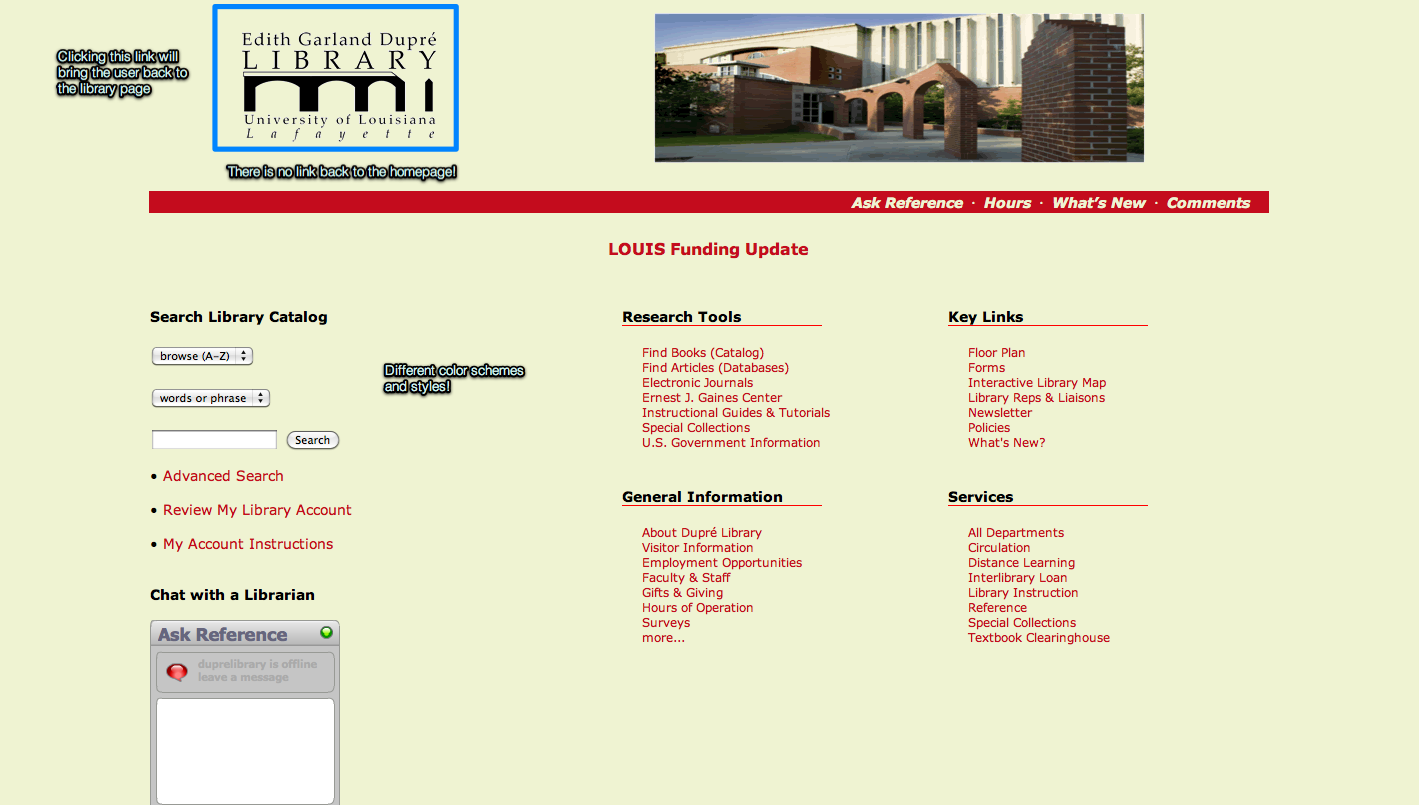 Clicking this link will
bring the user back to
the library page
Edith Garland Dupré
LIBRARY
University of Louisiana
Lafayette
There is no link back to the homepage!
Ask Reference · Hours · What's New · Comments
LOUIS Funding Update
Search Library Catalog
browse (A-Z)
words or phrase
Search
• Advanced Search
• Review My Library Account
• My Account Instructions
Different color schemes
and styles!
Chat with a Librarian
Ask Reference
duprelibrary is offline
leave a message
Research Tools
Find Books (Catalog)
Find Articles (Databases)
Electronic Journals
Ernest J. Gaines Center
Instructional Guides & Tutorials
Special Collections
U.S. Government Information
Key Links
Floor Plan
Forms
Interactive Library Map
Library Reps & Liaisons
Newsletter
Policies
What's New?
General Information
About Dupré Library
Visitor Information
Employment Opportunities
Faculty & Staff
Gifts & Giving
Hours of Operation
Surveys
more...
Services
All Departments
Circulation
Distance Learning
Interlibrary Loan
Library Instruction
Reference
Special Collections
Textbook Clearinghouse